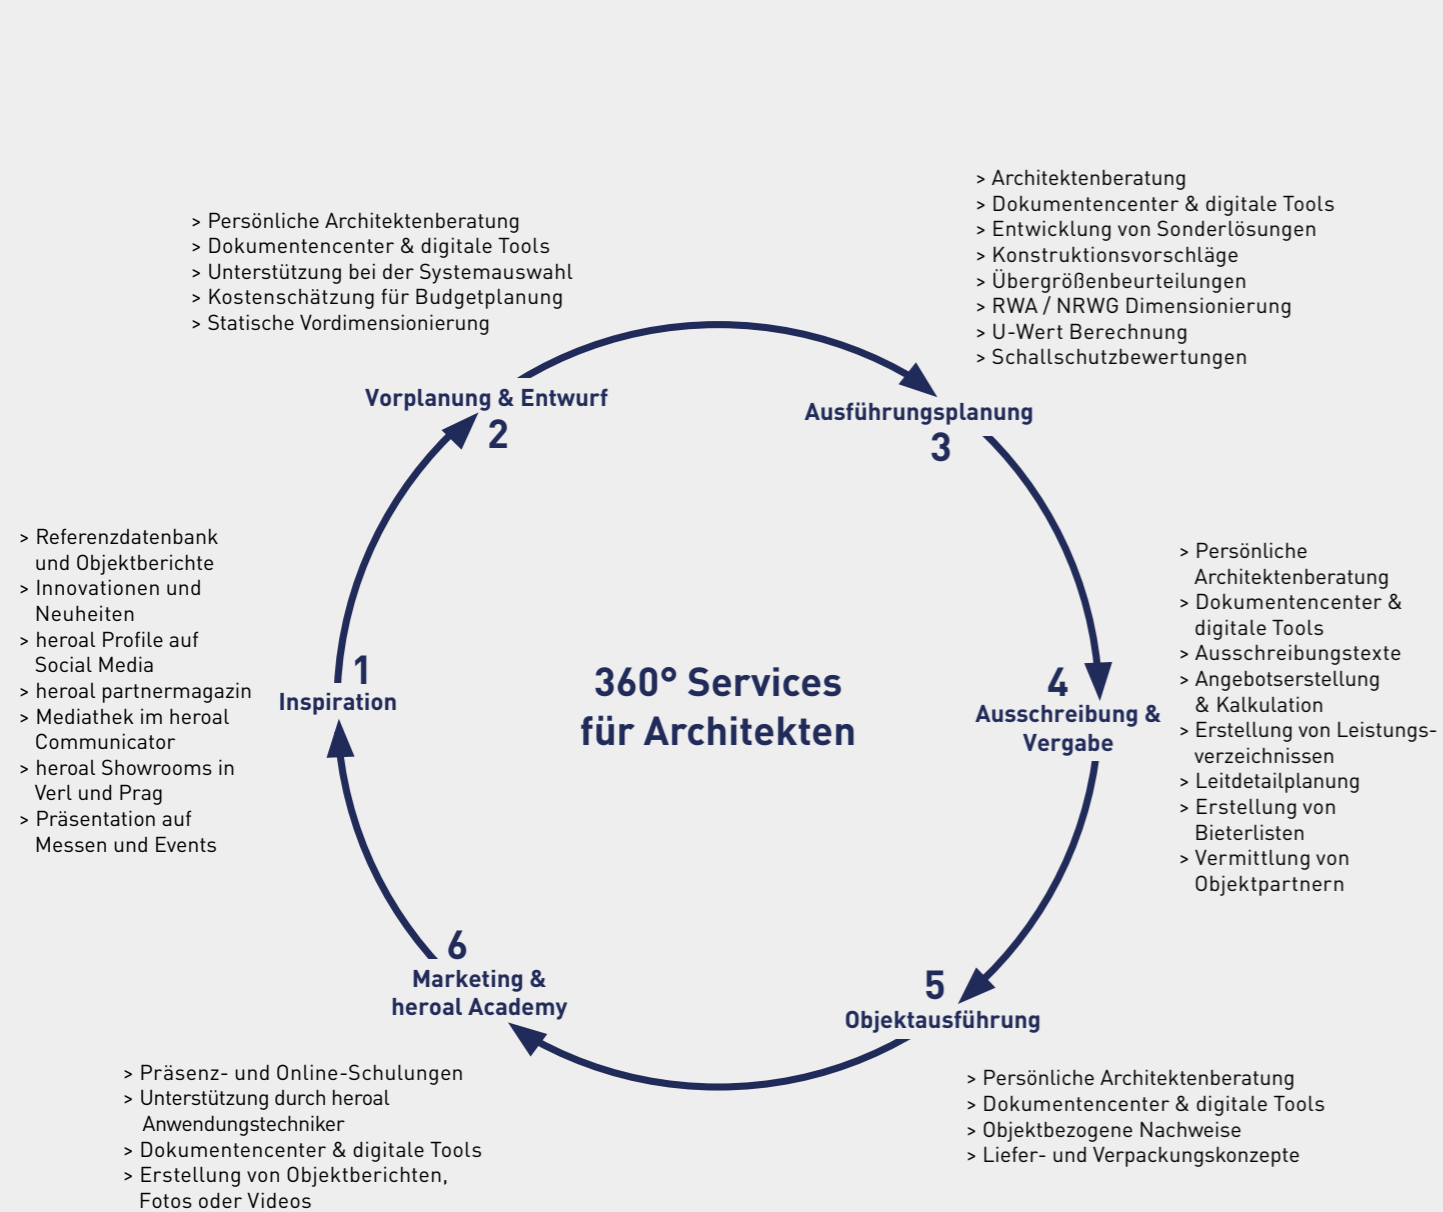 360° Services
für Architekten
1
Inspiration
> Referenzdatenbank
und Objektberichte
> Innovationen und
Neuheiten
> heroal Profile auf
Social Media
> heroal partnermagazin
> Mediathek im heroal
Communicator
> heroal Showrooms in
Verl und Prag
> Präsentation auf
Messen und Events
> Persönliche Architektenberatung
> Dokumentencenter & digitale Tools
> Unterstützung bei der Systemauswahl
> Kostenschätzung für Budgetplanung
> Statische Vordimensionierung
Vorplanung & Entwurf
2
> Architektenberatung
> Dokumentencenter & digitale Tools
> Entwicklung von Sonderlösungen
> Konstruktionsvorschläge
> Übergrößenbeurteilungen
> RWA / NRWG Dimensionierung
> U-Wert Berechnung
> Schallschutzbewertungen
Ausführungsplanung
3
4
Ausschreibung &
Vergabe
> Persönliche
Architektenberatung
> Dokumentencenter &
digitale Tools
> Ausschreibungstexte
> Angebotserstellung
& Kalkulation
> Erstellung von Leistungs-
verzeichnissen
> Leitdetailplanung
> Erstellung von
Bieterlisten
> Vermittlung von
Objektpartnern
5
Objektausführung
> Persönliche Architektenberatung
> Dokumentencenter & digitale Tools
> Objektbezogene Nachweise
> Liefer- und Verpackungskonzepte
6
Marketing &
heroal Academy
> Präsenz- und Online-Schulungen
> Unterstützung durch heroal
Anwendungstechniker
> Dokumentencenter & digitale Tools
> Erstellung von Objektberichten,
Fotos oder Videos